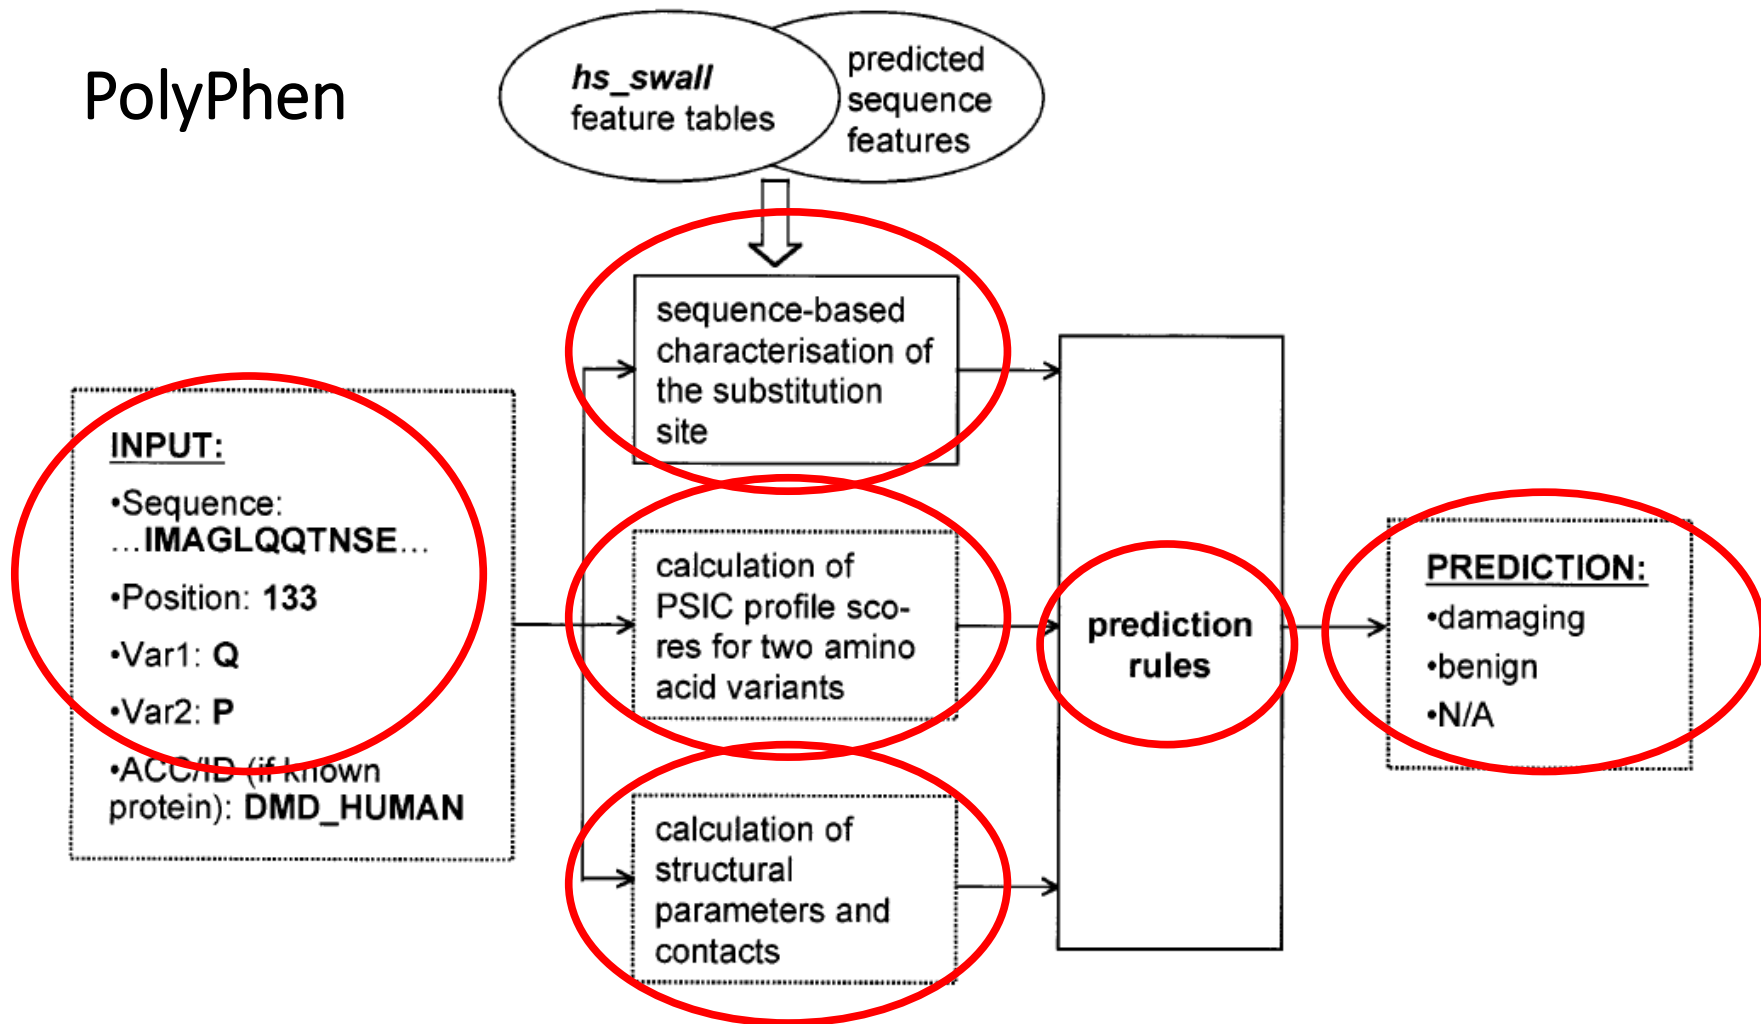 PolyPhen
hs_swall
feature tables
predicted
sequence
features
sequence-based
characterisation of
the substitution
site
INPUT:
•Sequence:
...IMAGLQQTNSE...
•Position: 133
•Var1: Q
•Var2: P
•ACC/ID (if known
protein): DMD_HUMAN
calculation of
PSIC profile sco-
res for two amino
acid variants
calculation of
structural
parameters and
contacts
prediction
rules
PREDICTION:
•damaging
•benign
•N/A